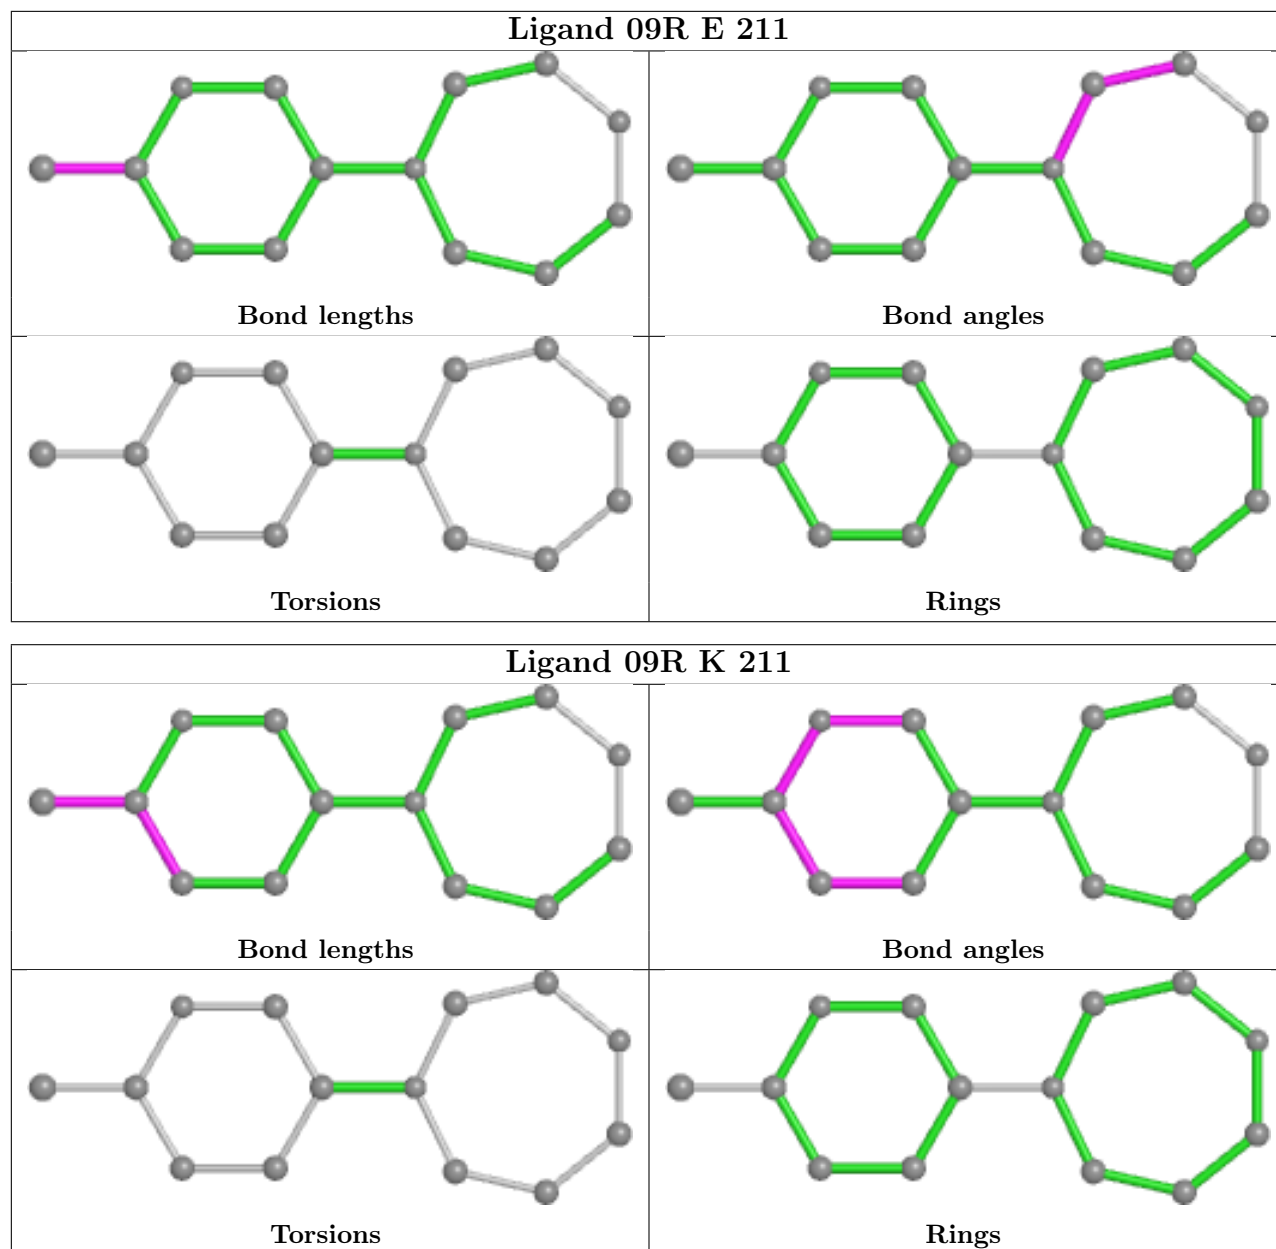 Ligand 09R E 211
Bond lengths
Bond angles
Torsions
Rings
Ligand 09R K 211
Bond lengths
Bond angles
Torsions
Rings